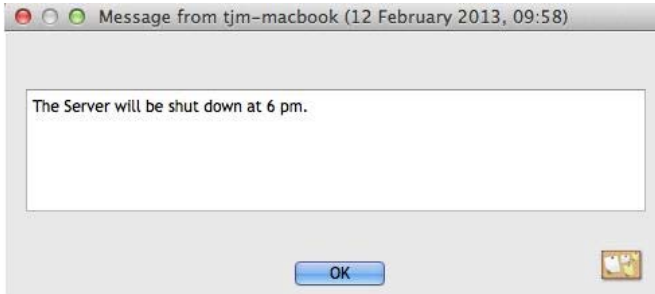 Message from tjm-macbook (12 February 2013, 09:58)
The Server will be shut down at 6 pm.
OK